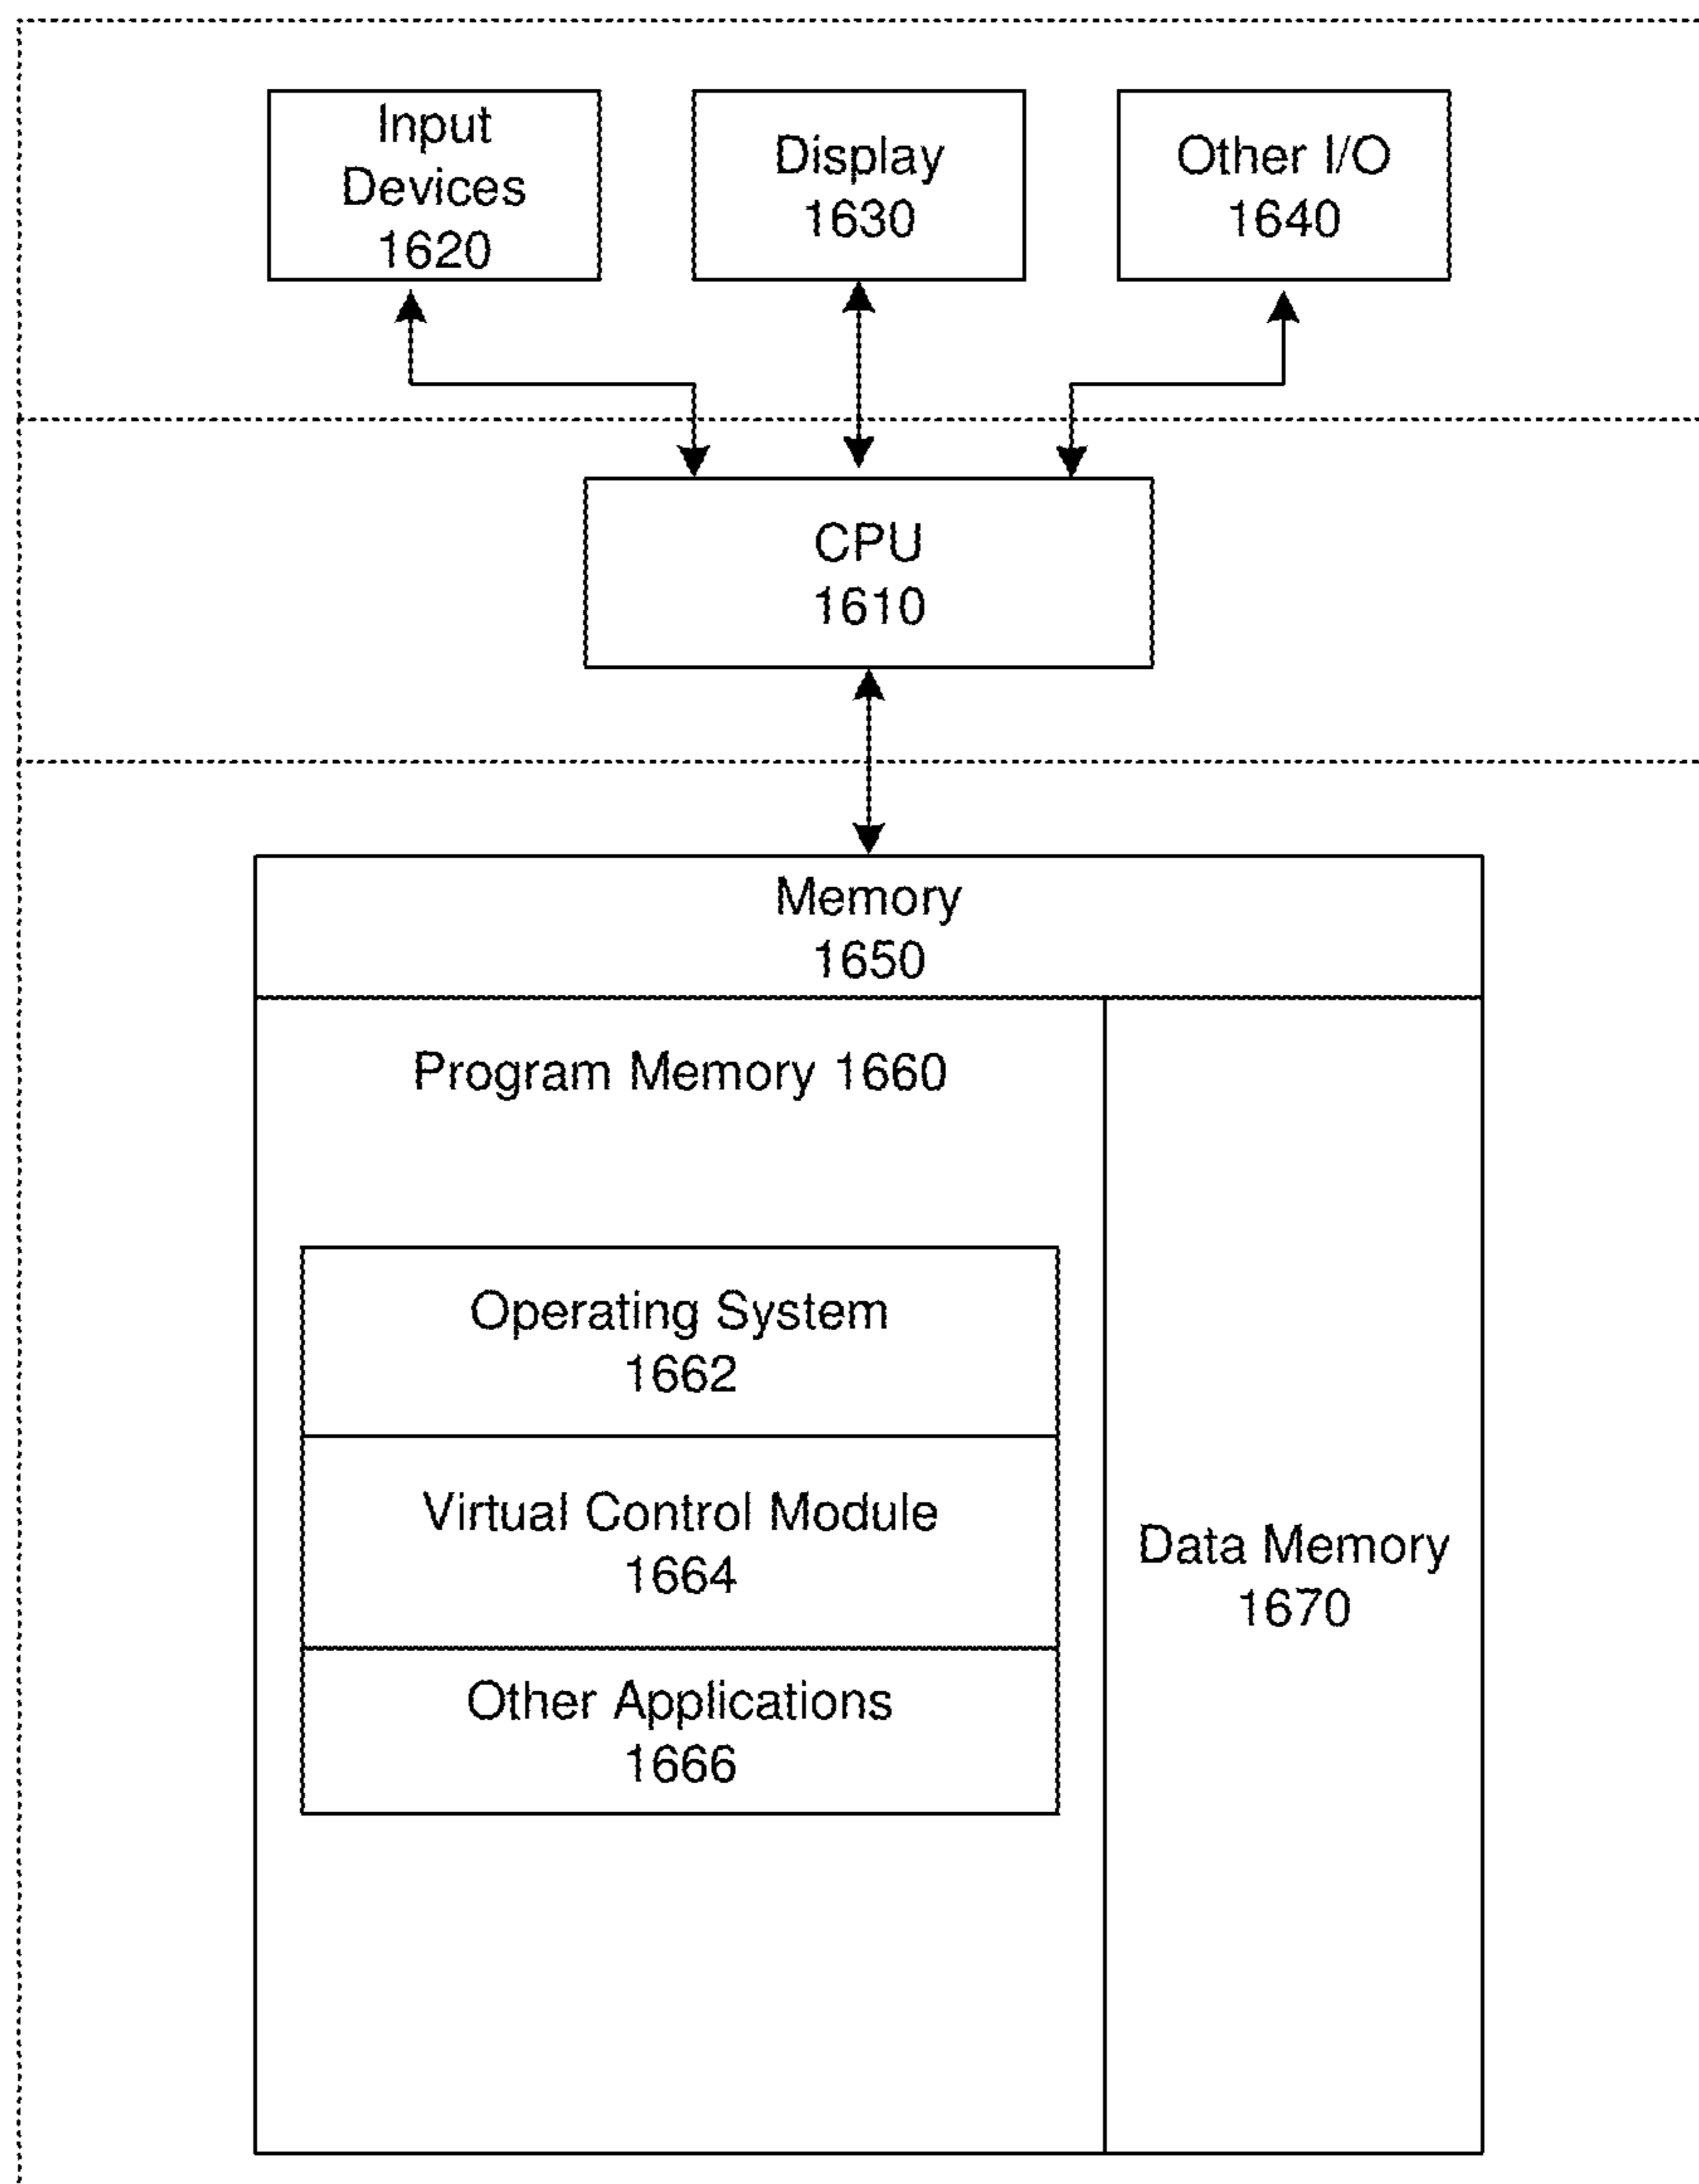 Input
Devices
1620
Display
1630
Other I/O
1640
CPU
1610
Memory
1650
Program Memory 1660
Operating System
1662
Virtual Control Module
1664
Other Applications
1666
Data Memory
1670